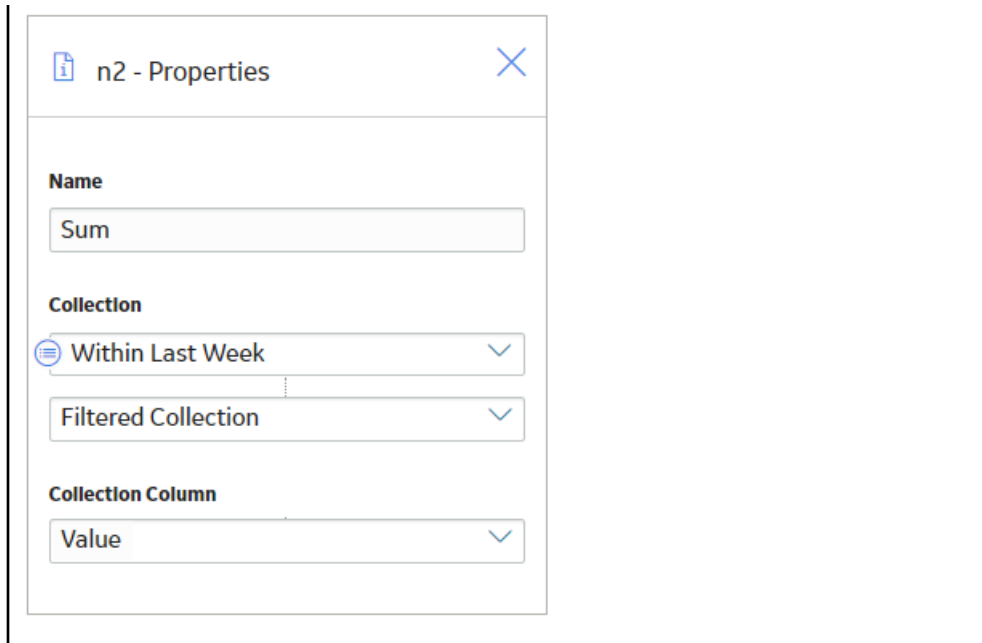 n2 - Properties
Name
Sum
Collection
Within Last Week
Filtered Collection
Collection Column
Value